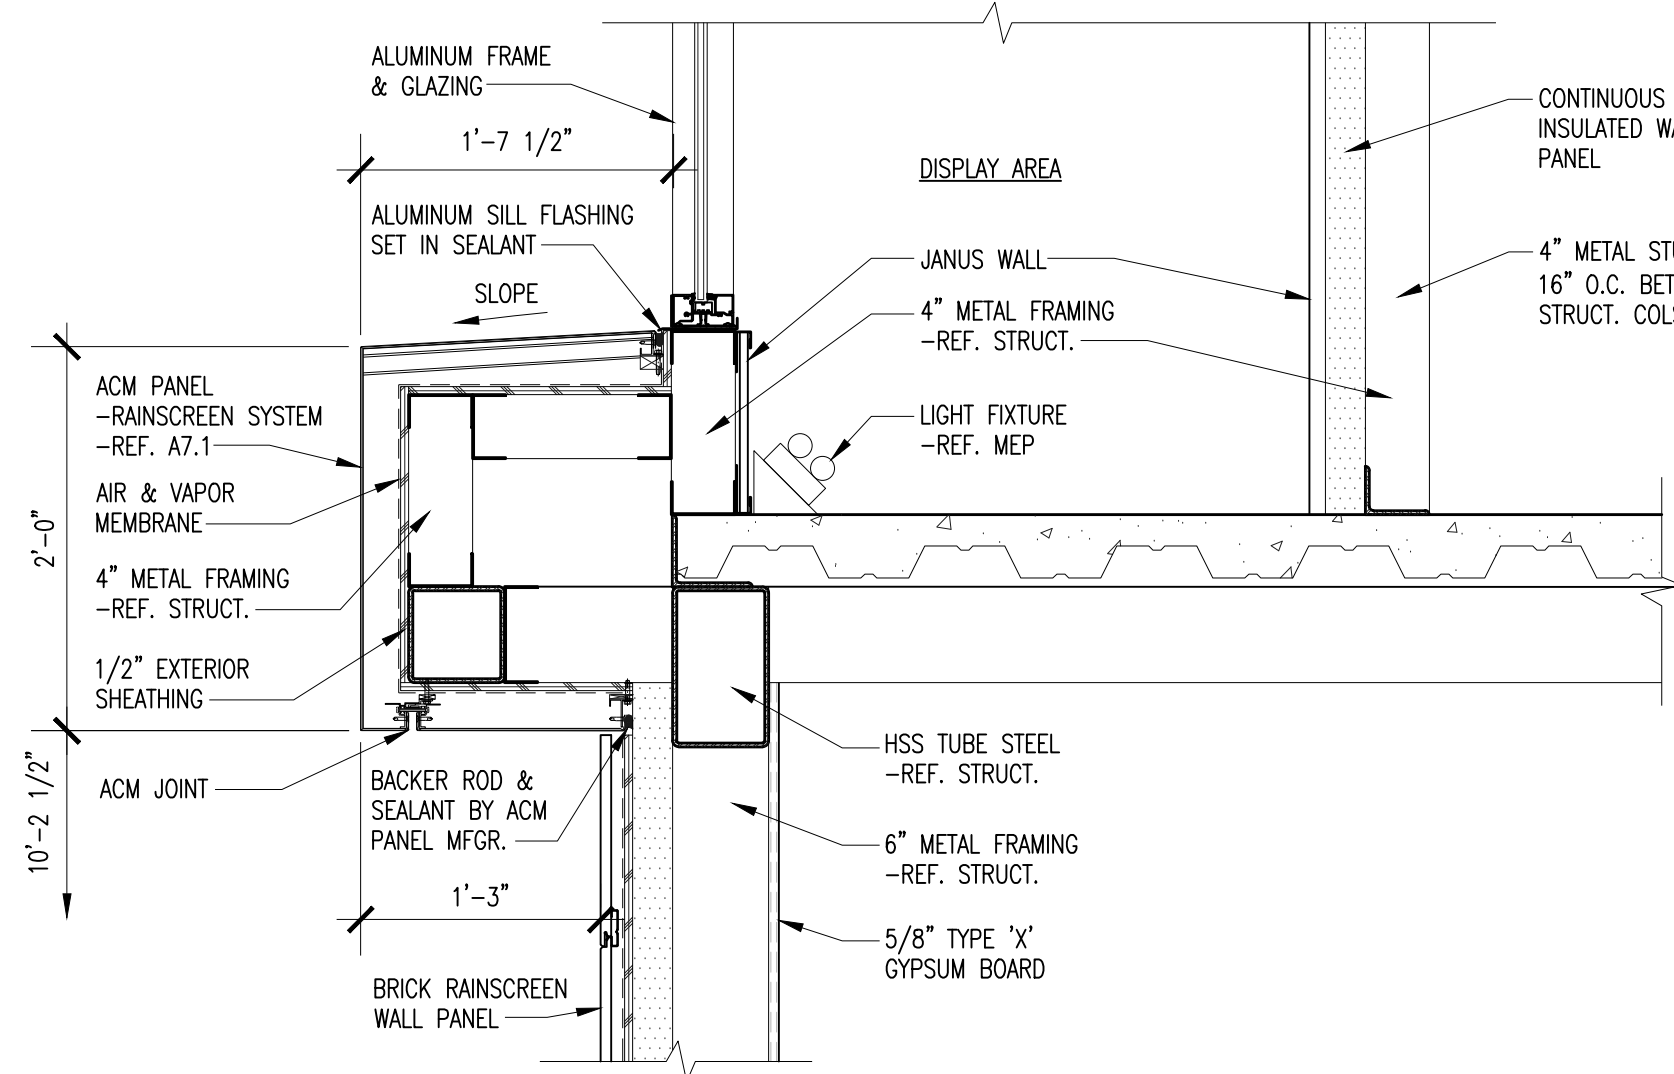 ALUMINUM FRAME
& GLAZING
1'-7 1/2"
ALUMINUM SILL FLASHING
SET IN SEALANT
SLOPE
ACM PANEL
-RAINSCREEN SYSTEM
-REF. A7.1
AIR & VAPOR
MEMBRANE
4" METAL FRAMING
-REF. STRUCT.
1/2" EXTERIOR
SHEATHING
ACM JOINT
2'-0"
10'-2 1/2"
BACKER ROD &
SEALANT BY ACM
PANEL MFGR.
1'-3"
BRICK RAINSCREEN
WALL PANEL
DISPLAY AREA
JANUS WALL
4" METAL FRAMING
-REF. STRUCT.
LIGHT FIXTURE
-REF. MEP
HSS TUBE STEEL
-REF. STRUCT.
6" METAL FRAMING
-REF. STRUCT.
5/8" TYPE 'X'
GYPSUM BOARD
CONTINUOUS
INSULATED
PANEL
4" METAL
16" O.C.
STRUCT.